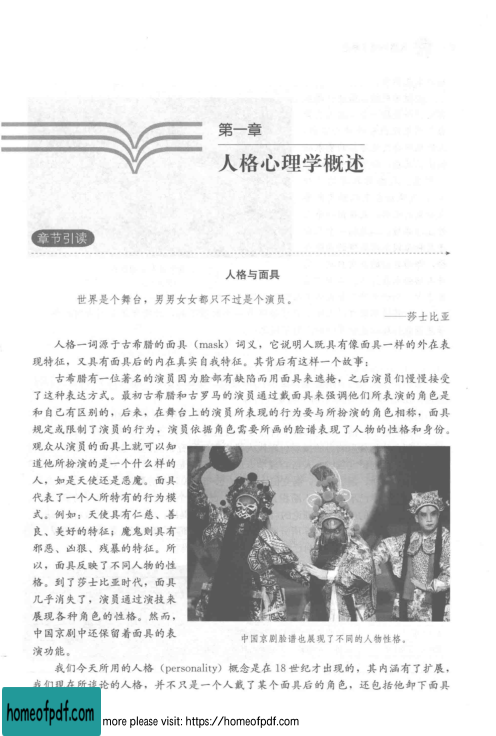 第一章
人格心理学概述
章节引读
人格与面具
世界是个舞台，男男女女都只不过是个演员。
——莎士比亚
人格一词源于古希腊的面具（mask）词义，它说明人既具有像面具一样的外在表
现特征，又具有面具后的内在真实自我特征。其背后有这样一个故事：
古希腊有一位著名的演员因为脸部有缺陷而用面具来遮掩，之后演员们慢慢接受
了这种表达方式。最初古希腊和古罗马的演员通过戴面具来强调他们所表演的角色是
和自己有区别的，后来，在舞台上的演员所表现的行为要与所扮演的角色相称，面具
规定或限制了演员的行为，演员依据角色需要所画的脸谱表现了人物的性格和身份。
观众从演员的面具上就可以知
道他所扮演的是一个什么样的
人，如是天使还是恶魔。面具
代表了一个人所特有的行为模
式。例如：天使具有仁慈、善
良、美好的特征；魔鬼则具有
邪恶、凶狠、残暴的特征。所
以，面具反映了不同人物的性
格。到了莎士比亚时代，面具
几乎消失了，演员通过演技来
展现各种角色的性格。然而，
中国京剧中还保留着面具的表
演功能。
中国京剧脸谱也展现了不同的人物性格。
我们今天所用的人格（personality）概念是在 18 世纪才出现的，其内涵有了扩展，
我们现在所谈论的人格，并不只是一个人戴了某个面具后的角色，还包括他卸下面具
homeofpdf.com
more please visit: https://homeofpdf.com